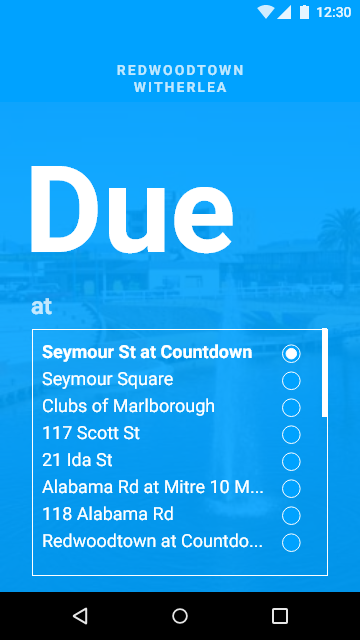 12:30
REDWOODTOWN
WITHERLEA
Due
at
Seymour St at Countdown
Seymour Square
Clubs of Marlborough
117 Scott St
21 Ida St
Alabama Rd at Mitre 10 M...
118 Alabama Rd
Redwoodtown at Countdo...